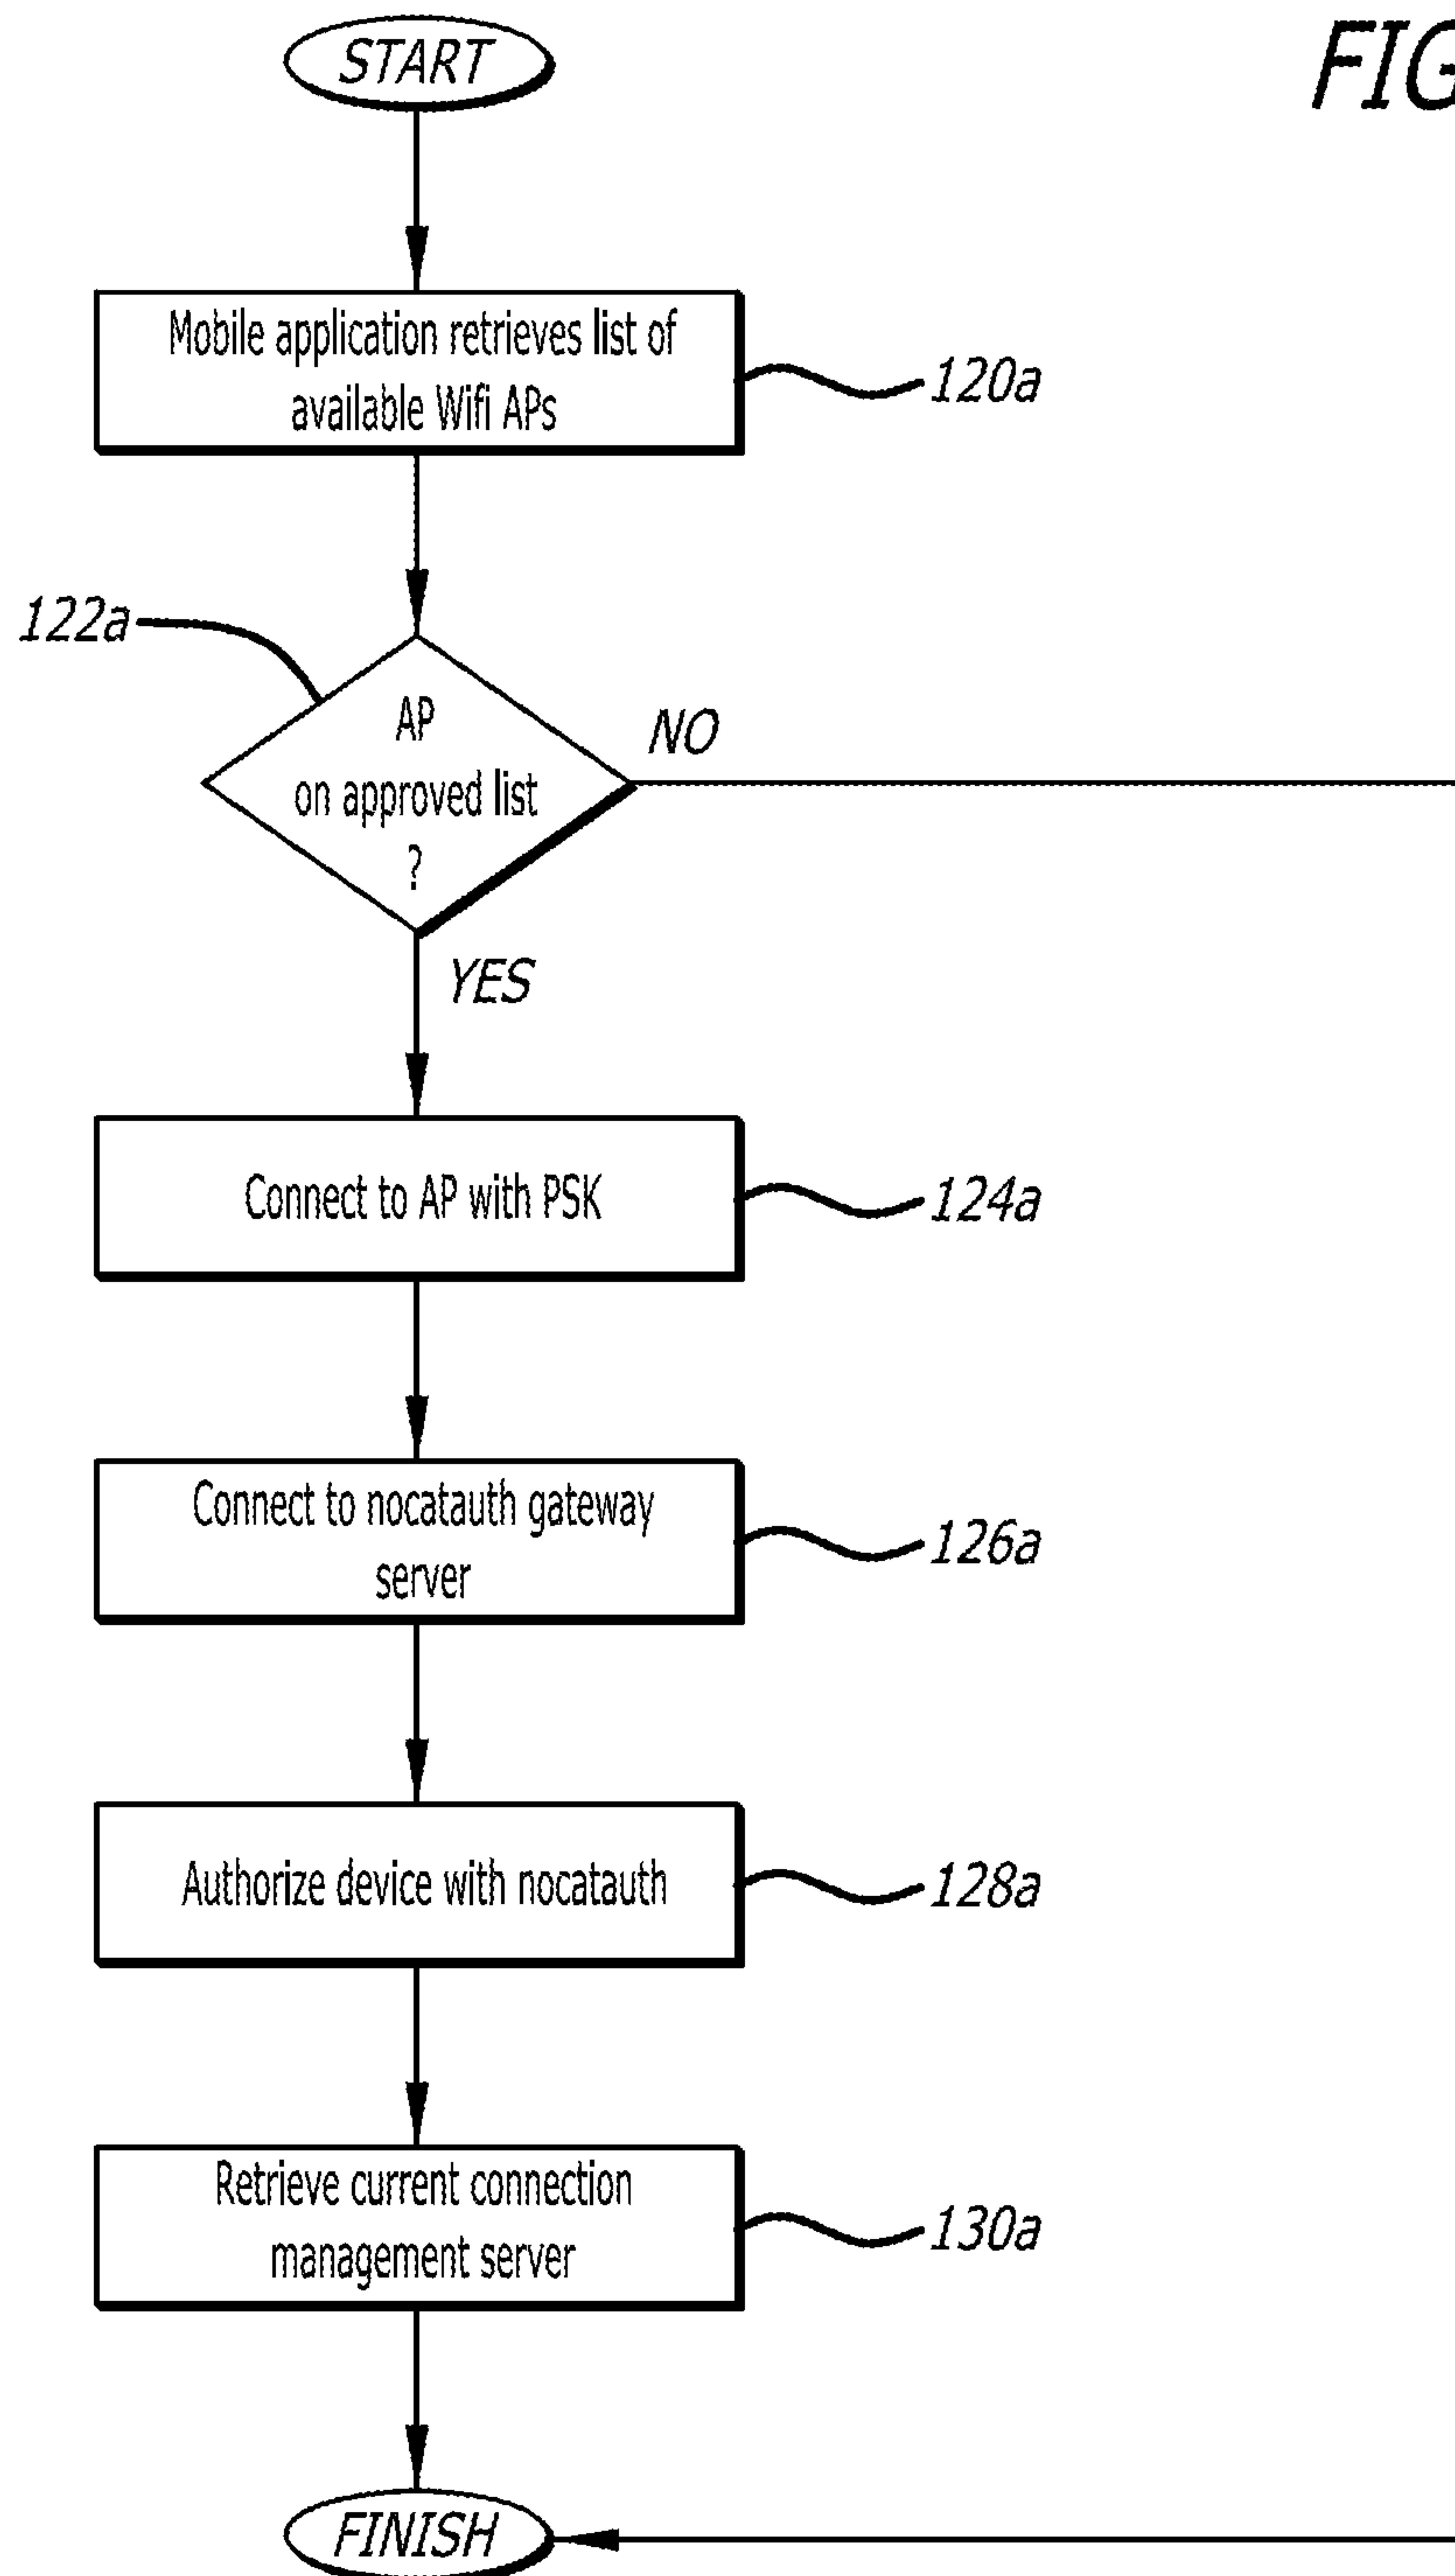 START
FIG
Mobile application retrieves list of
available Wifi APs
120a
122a
AP
on approved list
?
NO
YES
Connect to AP with PSK
124a
Connect to nocatauth gateway
server
126a
Authorize device with nocatauth
128a
Retrieve current connection
management server
130a
FINISH